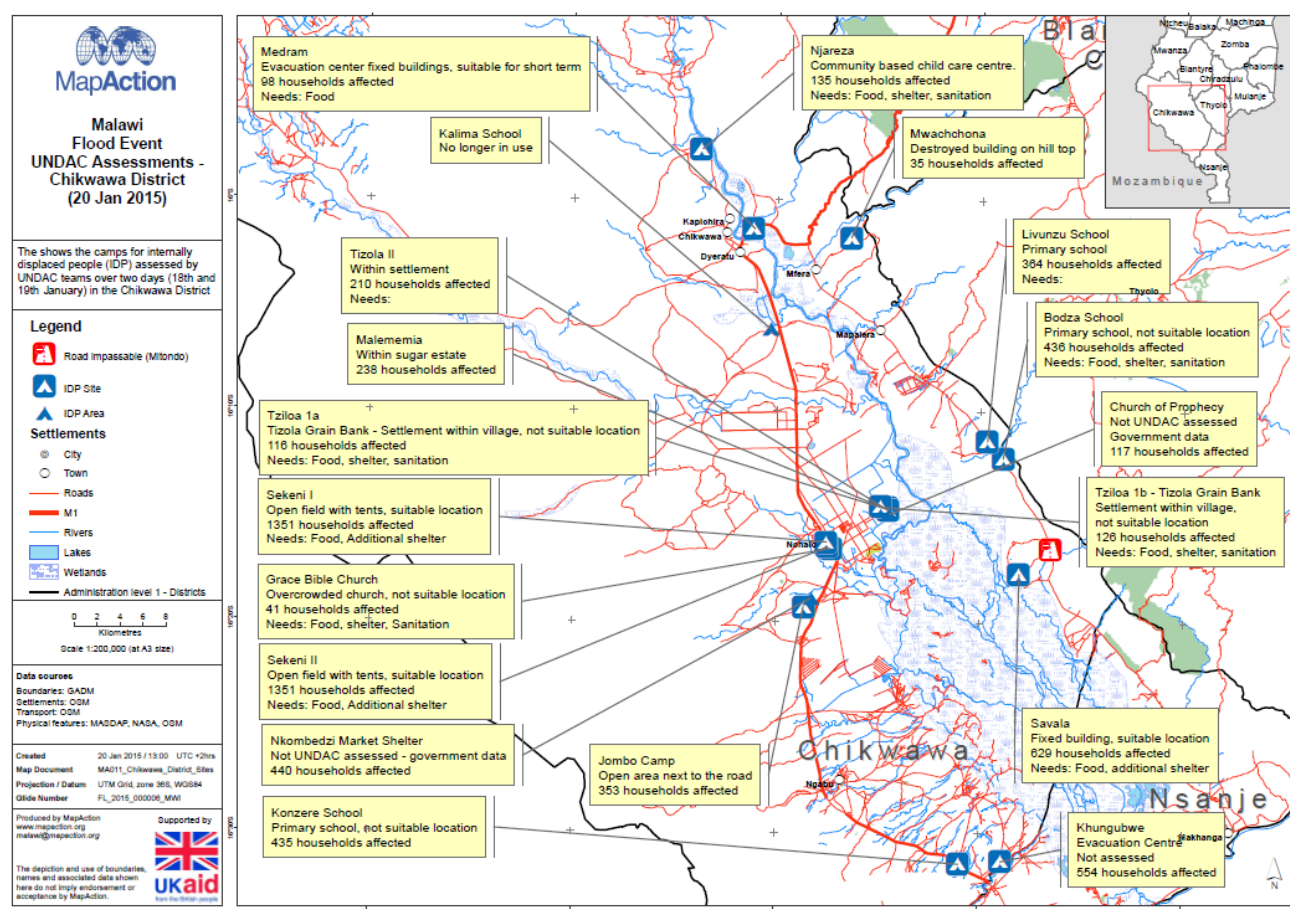 MapAction
Malawi
Flood Event
UNDAC Assessments -
Chikwawa District
(20 Jan 2015)
The shows the camps for internally
displaced people (IDP) assessed by
UNDAC teams over two days (18th and
19th January) in the Chikwawa District
Legend
Road Impassable (Mitondo)
IDP Site
IDP Area
Settlements
City
Town
Roads
M1
Rivers
Lakes
Wetlands
Administration level 1 - Districts
0 2 4 6 8
Kilometres
Scale 1:200,000 (at A3 size)
Data sources
Boundaries: GADM
Settlements: OSM
Transport: OSM
Physical features: MASDAP, NASA, OSM
Created 20 Jan 2015 / 13:00 UTC +2hrs
Map Document MA011_Chikwawa_District_Sites
Projection / Datum UTM Grid, zone 36S, WGS84
Glide Number FL_2015_000006_MWI
Produced by MapAction
www.mapaction.org
malawi@mapaction.org
Supported by
UKaid
from the British people
The depiction and use of boundaries,
names and associated data shown
here do not imply endorsement or
acceptance by MapAction.
Medram
Evacuation center fixed buildings, suitable for short term
98 households affected
Needs: Food
Njareza
Community based child care centre.
135 households affected
Needs: Food, shelter, sanitation
Kalima School
No longer in use
Mwachchona
Destroyed building on hill top
35 households affected
Ntcheu
Balaka
Machinga
Mwanza
Zomba
Blantyre
Phalombe
Chiradzulu
Chikwawa
Thyolo
Mulanje
Nsanje
Mozambique
Kaplohira
Chikwawa
Dyeratu
Mfera
Livunzu School
Primary school
364 households affected
Needs:
Thyolo
Tizola II
Within settlement
210 households affected
Needs:
Bodza School
Primary school, not suitable location
436 households affected
Needs: Food, shelter, sanitation
Malememia
Within sugar estate
238 households affected
Mapalera
Church of Prophecy
Not UNDAC assessed
Government data
117 households affected
Tziloa 1a
Tizola Grain Bank - Settlement within village, not suitable location
116 households affected
Needs: Food, shelter, sanitation
Tziloa 1b - Tizola Grain Bank
Settlement within village,
not suitable location
126 households affected
Needs: Food, shelter, sanitation
Sekeni I
Open field with tents, suitable location
1351 households affected
Needs: Food, Additional shelter
Nchalo
Grace Bible Church
Overcrowded church, not suitable location
41 households affected
Needs: Food, shelter, Sanitation
Sekeni II
Open field with tents, suitable location
1351 households affected
Needs: Food, Additional shelter
Nkombedzi Market Shelter
Not UNDAC assessed - government data
440 households affected
Jombo Camp
Open area next to the road
353 households affected
Savala
Fixed building, suitable location
629 households affected
Needs: Food, additional shelter
Chikwawa
Ngabu
Nsanje
Konzere School
Primary school, not suitable location
435 households affected
Khungubwe
Evacuation Centre
Not assessed
554 households affected
Makhanga
N